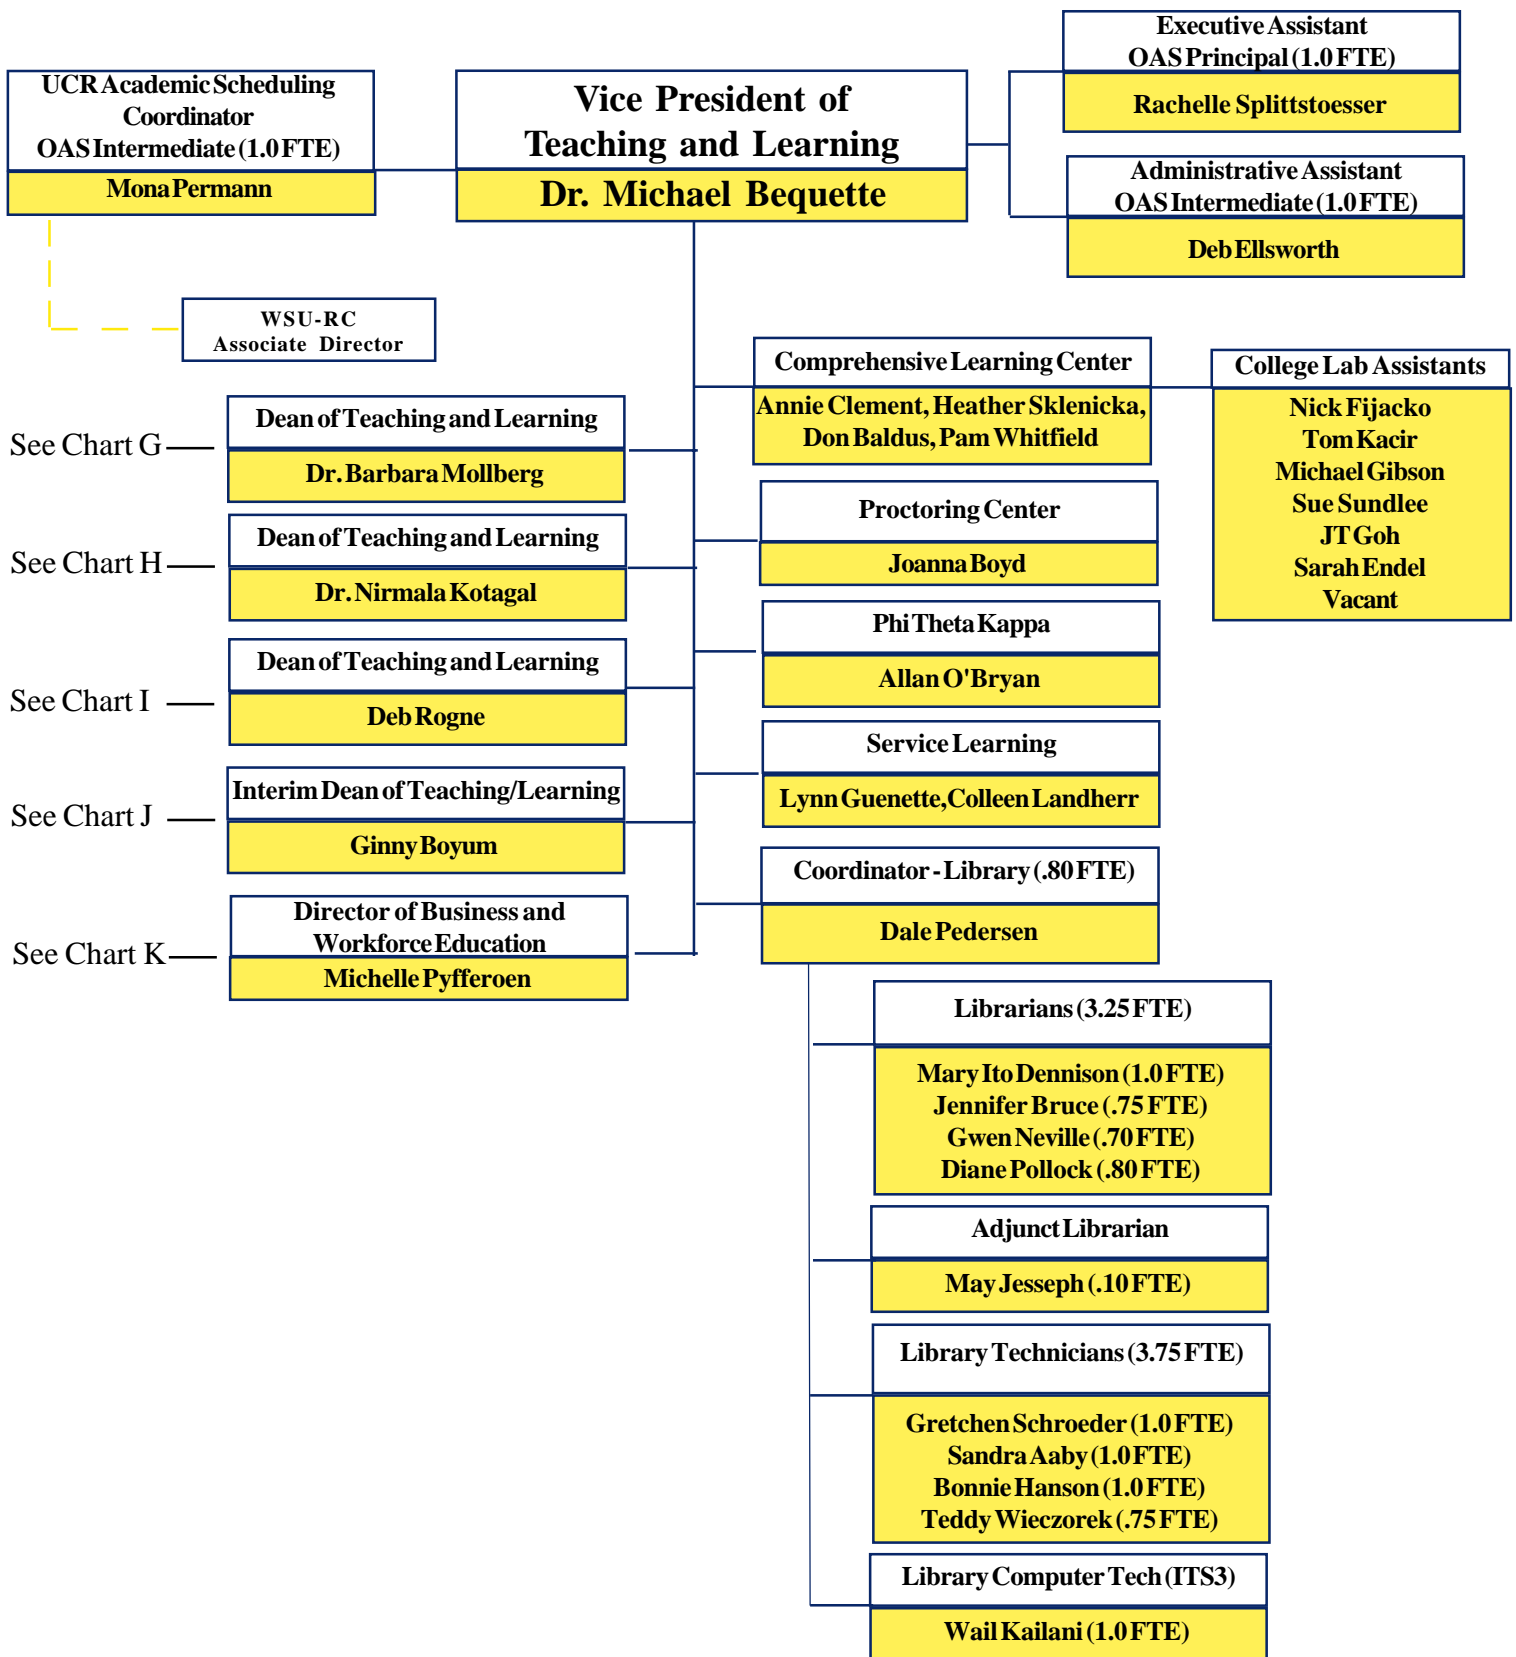 Executive Assistant
OAS Principal (1.0 FTE)
Rachelle Splittstoesser
UCR Academic Scheduling
Coordinator
OAS Intermediate (1.0 FTE)
Mona Permann
Vice President of
Teaching and Learning
Dr. Michael Bequette
Administrative Assistant
OAS Intermediate (1.0 FTE)
Deb Ellsworth
WSU-RC
Associate Director
See Chart G
Dean of Teaching and Learning
Dr. Barbara Mollberg
See Chart H
Dean of Teaching and Learning
Dr. Nirmala Kotagal
See Chart I
Dean of Teaching and Learning
Deb Rogne
See Chart J
Interim Dean of Teaching/Learning
Ginny Boyum
See Chart K
Director of Business and
Workforce Education
Michelle Pyfferoen
Comprehensive Learning Center
Annie Clement, Heather Sklenicka,
Don Baldus, Pam Whitfield
College Lab Assistants
Nick Fijacko
Tom Kacir
Michael Gibson
Sue Sundlee
JT Goh
Sarah Endel
Vacant
Proctoring Center
Joanna Boyd
Phi Theta Kappa
Allan O'Bryan
Service Learning
Lynn Guenette, Colleen Landherr
Coordinator - Library (.80 FTE)
Dale Pedersen
Librarians (3.25 FTE)
Mary Ito Dennison (1.0 FTE)
Jennifer Bruce (.75 FTE)
Gwen Neville (.70 FTE)
Diane Pollock (.80 FTE)
Adjunct Librarian
May Jesseph (.10 FTE)
Library Technicians (3.75 FTE)
Gretchen Schroeder (1.0 FTE)
Sandra Aaby (1.0 FTE)
Bonnie Hanson (1.0 FTE)
Teddy Wieczorek (.75 FTE)
Library Computer Tech (ITS3)
Wail Kailani (1.0 FTE)